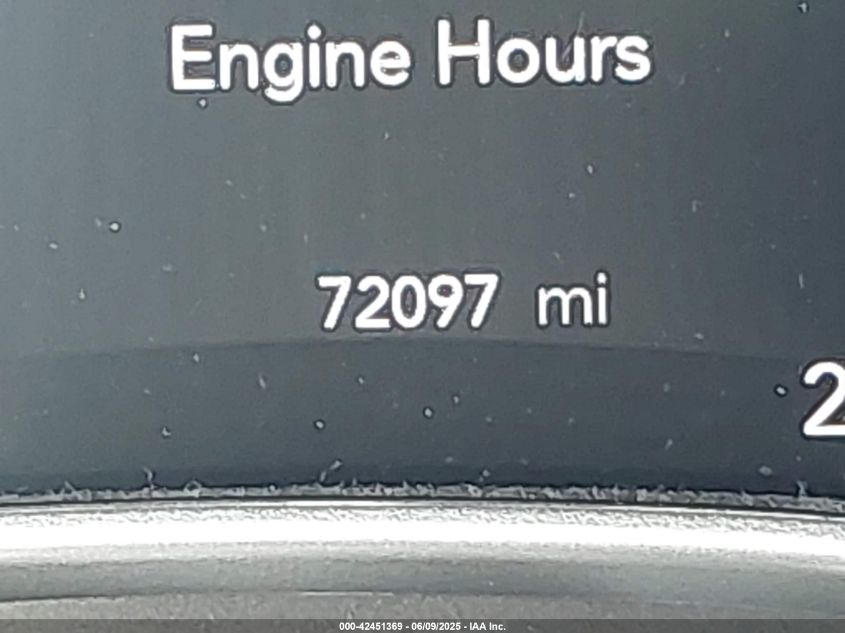 Engine Hours
72097 mi
2
000-42451369 - 06/09/2025 - IAA Inc.